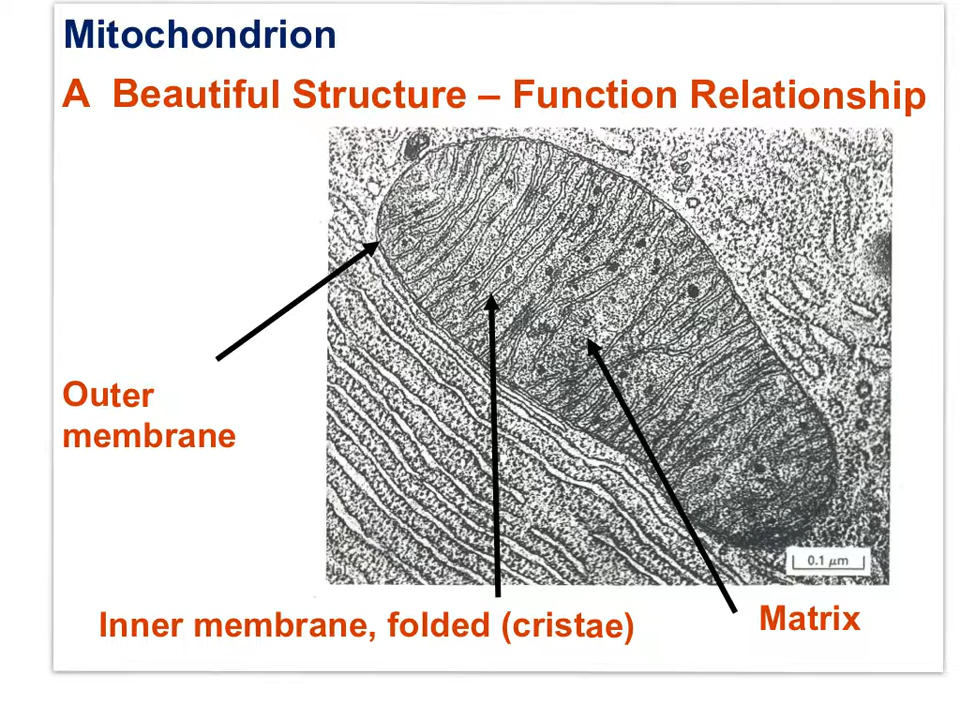 Mitochondrion
A Beautiful Structure – Function Relationship
Outer
membrane
0.1 µm
Inner membrane, folded (cristae)
Matrix